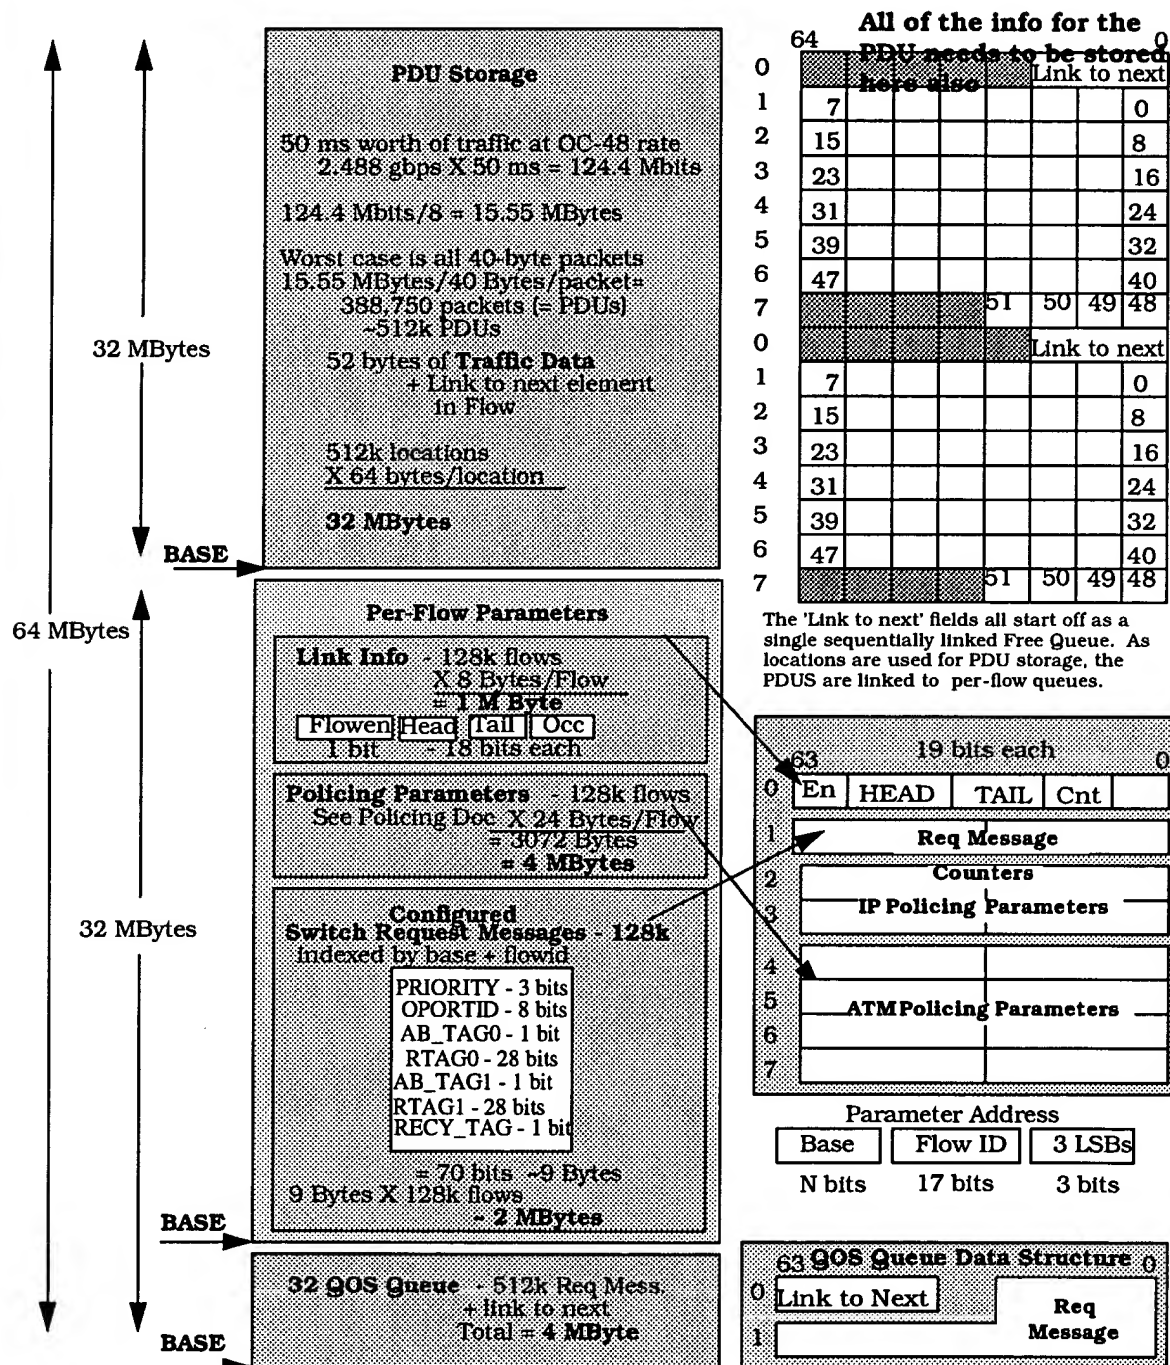 All of the info for the
PDU needs to be stored
here also
64 0
0 Link to next
1 7 0
2 15 8
3 23 16
4 31 24
5 39 32
6 47 40
7 51 50 49 48
0 Link to next
1 7 0
2 15 8
3 23 16
4 31 24
5 39 32
6 47 40
7 51 50 49 48
The 'Link to next' fields all start off as a
single sequentially linked Free Queue. As
locations are used for PDU storage, the
PDUS are linked to per-flow queues.
PDU Storage
50 ms worth of traffic at OC-48 rate
2.488 gbps X 50 ms = 124.4 Mbits
124.4 Mbits/8 = 15.55 MBytes
Worst case is all 40-byte packets
15.55 MBytes/40 Bytes/packet=
388,750 packets (= PDUs)
~512k PDUs
52 bytes of Traffic Data
+ Link to next element
in Flow
512k locations
X 64 bytes/location
32 MBytes
32 MBytes
BASE
64 MBytes
Per-Flow Parameters
Link Info - 128k flows
X 8 Bytes/Flow
= 1 M Byte
Flowen Head Tail Occ
1 bit - 18 bits each
Policing Parameters - 128k flows
See Policing Doc X 24 Bytes/Flow
= 3072 Bytes
= 4 MByte
Configured
Switch Request Messages - 128k
Indexed by base + flowid
PRIORITY - 3 bits
OPORTID - 8 bits
AB_TAG0 - 1 bit
RTAG0 - 28 bits
AB_TAG1 - 1 bit
RTAG1 - 28 bits
RECY_TAG - 1 bit
= 70 bits ~9 Bytes
9 Bytes X 128k flows
~ 2 MBytes
32 MBytes
BASE
19 bits each
63 0
0 En HEAD TAIL Cnt
1 Req Message
2 Counters
3 IP Policing Parameters
4
5 ATM Policing Parameters
6
7
Parameter Address
Base Flow ID 3 LSBs
N bits 17 bits 3 bits
32 QOS Queue - 512k Req Mess.
+ link to next
Total = 4 MByte
BASE
63 QOS Queue Data Structure 0
0 Link to Next
1 Req
Message